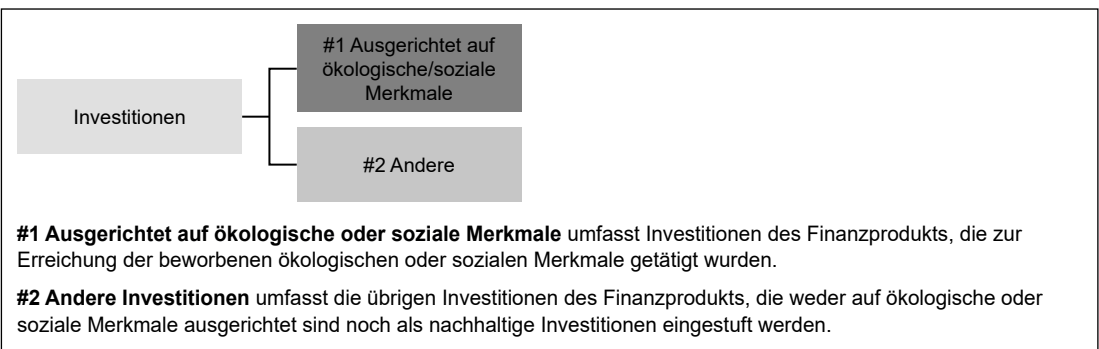 #1 Ausgerichtet auf
ökologische/soziale
Merkmale
Investitionen
#2 Andere
#1 Ausgerichtet auf ökologische oder soziale Merkmale umfasst Investitionen des Finanzprodukts, die zur
Erreichung der beworbenen ökologischen oder sozialen Merkmale getätigt wurden.
#2 Andere Investitionen umfasst die übrigen Investitionen des Finanzprodukts, die weder auf ökologische oder
soziale Merkmale ausgerichtet sind noch als nachhaltige Investitionen eingestuft werden.